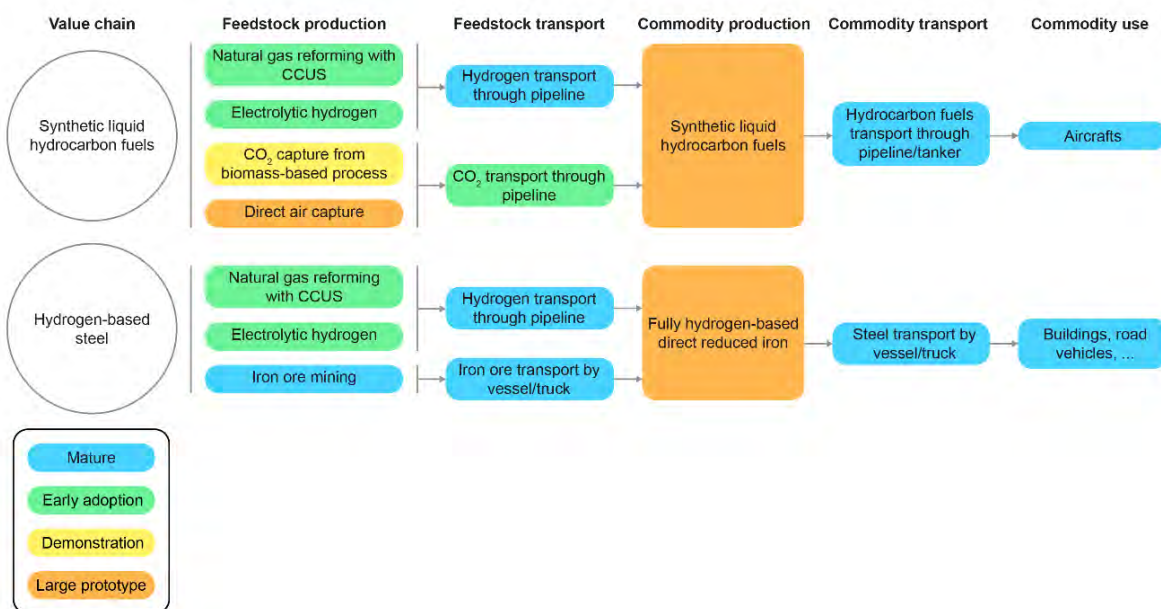 Value chain
Feedstock production
Feedstock transport
Commodity production
Commodity transport
Commodity use
Synthetic liquid
hydrocarbon fuels
Natural gas reforming with
CCUS
Electrolytic hydrogen
CO₂ capture from
biomass-based process
Direct air capture
Hydrogen transport
through pipeline
CO₂ transport through
pipeline
Synthetic liquid
hydrocarbon fuels
Hydrocarbon fuels
transport through
pipeline/tanker
Aircrafts
Hydrogen-based
steel
Natural gas reforming
with CCUS
Electrolytic hydrogen
Iron ore mining
Hydrogen transport
through pipeline
Iron ore transport by
vessel/truck
Fully hydrogen-based
direct reduced iron
Steel transport by
vessel/truck
Buildings, road
vehicles, ...
Mature
Early adoption
Demonstration
Large prototype